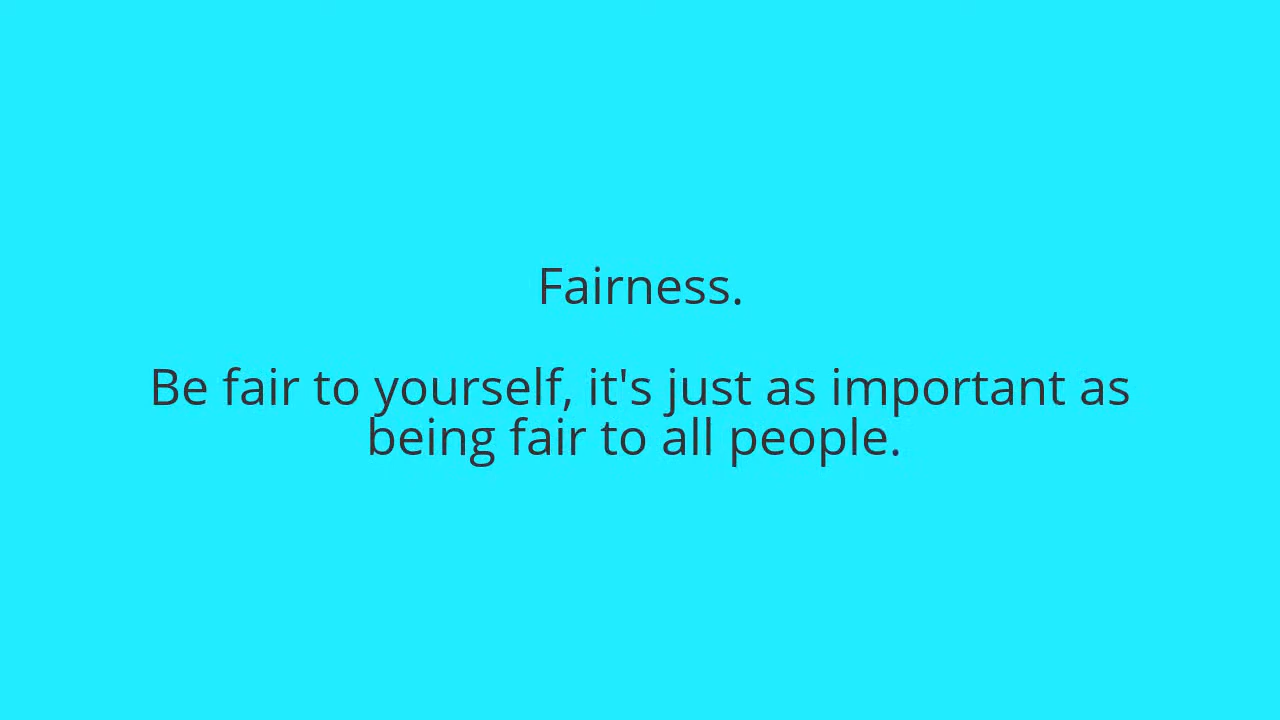 Fairness.
Be fair to yourself, it's just as important as
being fair to all people.